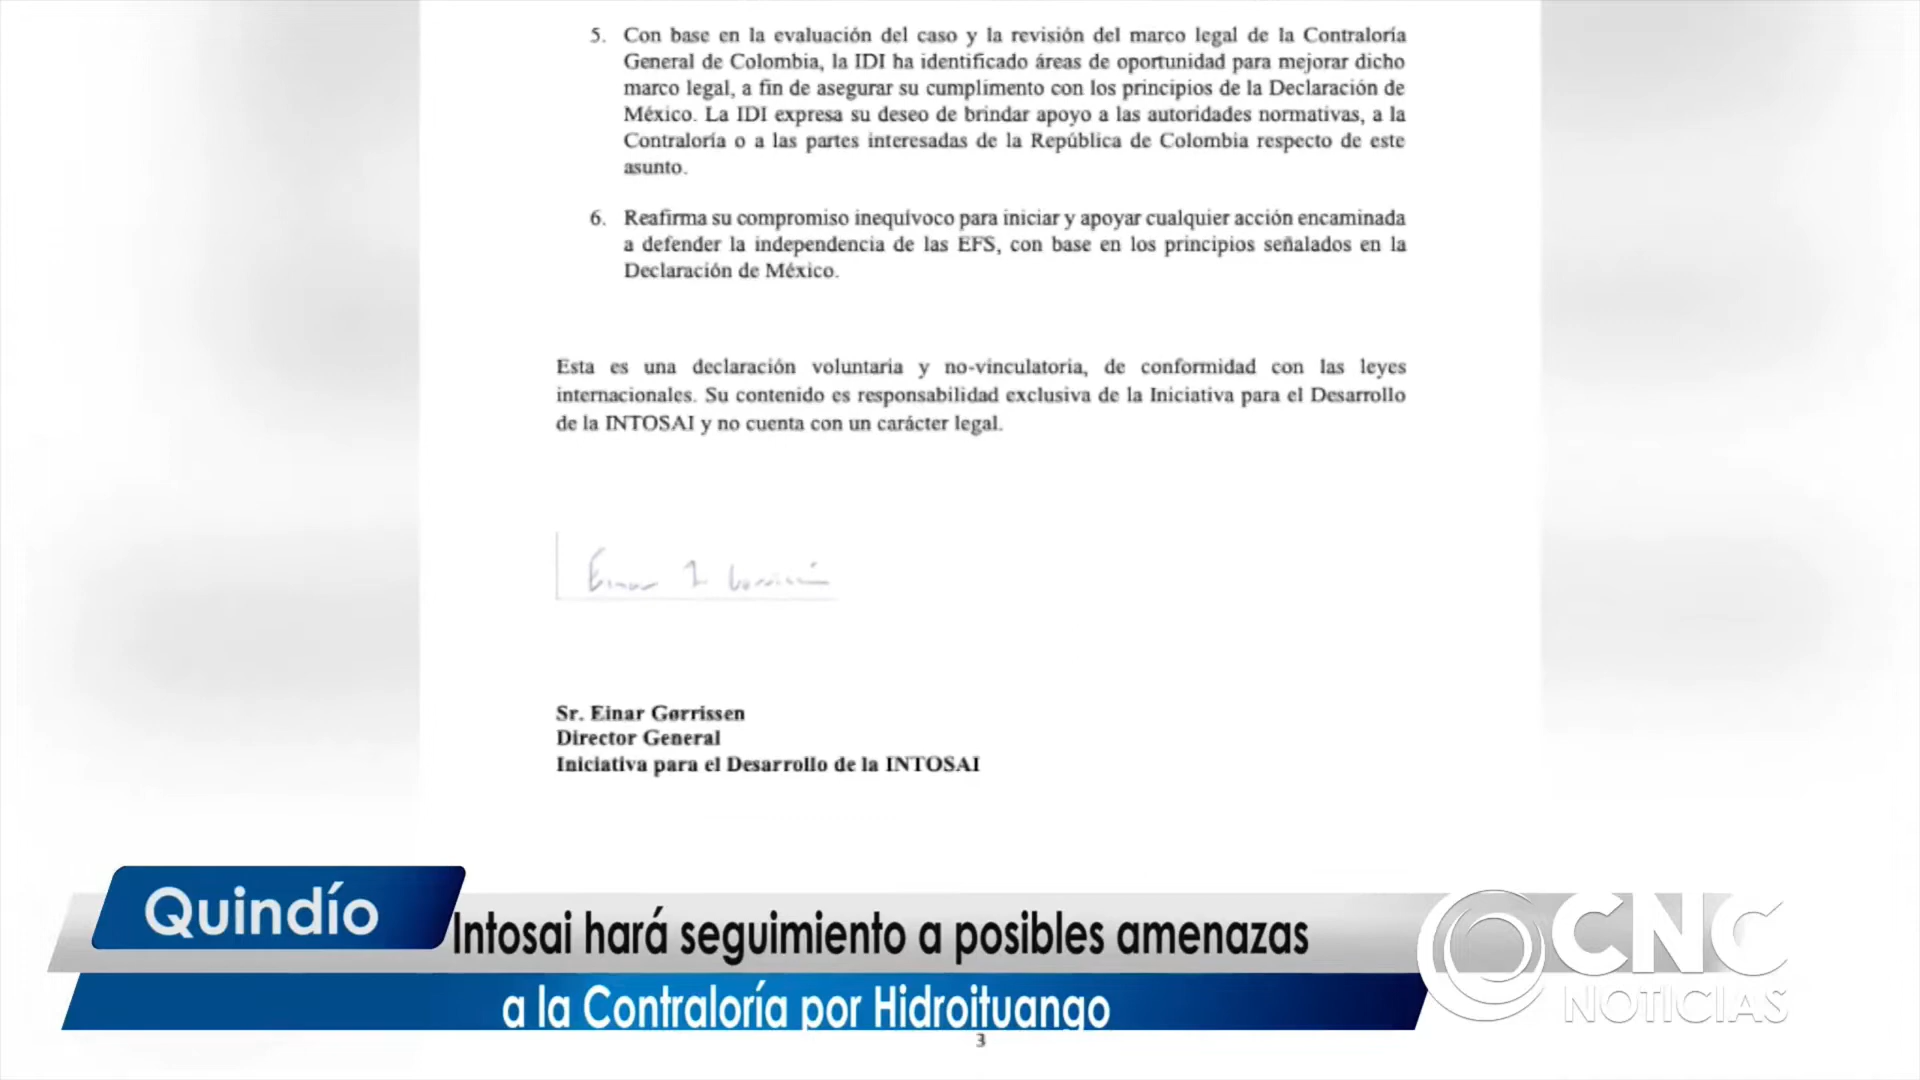 5. Con base en la evaluación del caso y la revisión del marco legal de la Contraloría
General de Colombia, la IDI ha identificado áreas de oportunidad para mejorar dicho
marco legal, a fin de asegurar su cumplimento con los principios de la Declaración de
México. La IDI expresa su deseo de brindar apoyo a las autoridades normativas, a la
Contraloría o a las partes interesadas de la República de Colombia respecto de este
asunto.
6. Reafirma su compromiso inequívoco para iniciar y apoyar cualquier acción encaminada
a defender la independencia de las EFS, con base en los principios señalados en la
Declaración de México.
Esta es una declaración voluntaria y no-vinculatoria, de conformidad con las leyes
internacionales. Su contenido es responsabilidad exclusiva de la Iniciativa para el Desarrollo
de la INTOSAI y no cuenta con un carácter legal.
Sr. Einar Gørrissen
Director General
Iniciativa para el Desarrollo de la INTOSAI
Quindío
Intosai hará seguimiento a posibles amenazas
a la Contraloría por Hidroituango
CNC
NOTICIAS
3